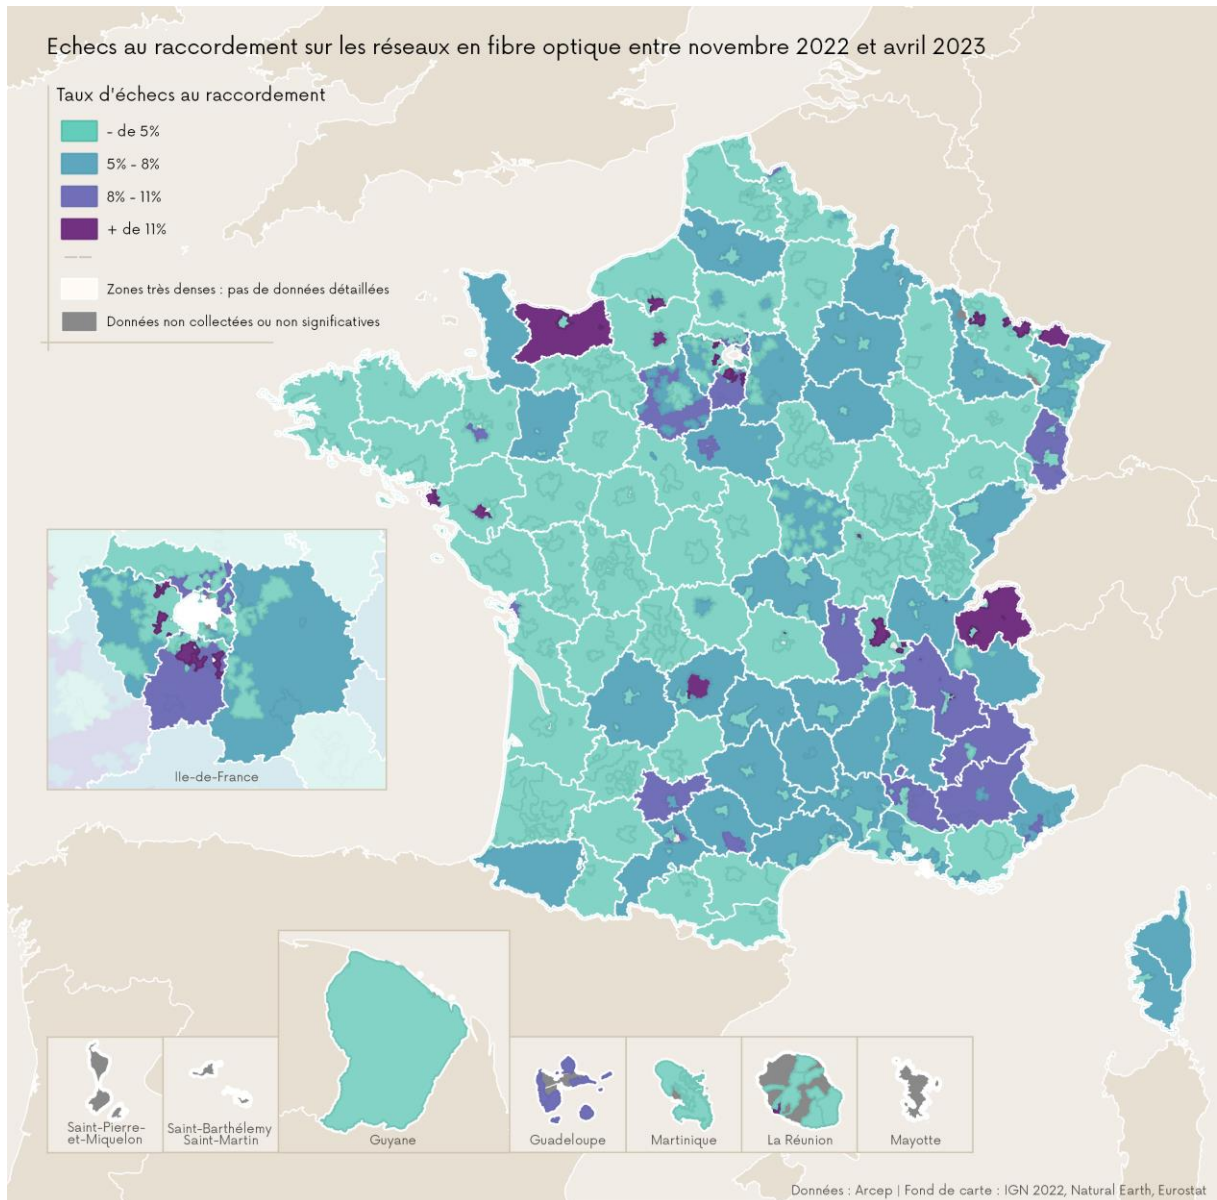 Echecs au raccordement sur les réseaux en fibre optique entre novembre 2022 et avril 2023
Taux d'échecs au raccordement
- de 5%
5% - 8%
8% - 11%
+ de 11%
Zones très denses : pas de données détaillées
Données non collectées ou non significatives
Ile-de-France
Saint-Pierre-
et-Miquelon
Saint-Barthélemy
Saint-Martin
Guyane
Guadeloupe
Martinique
La Réunion
Mayotte
Données : Arcep | Fond de carte : IGN 2022, Natural Earth, Eurostat